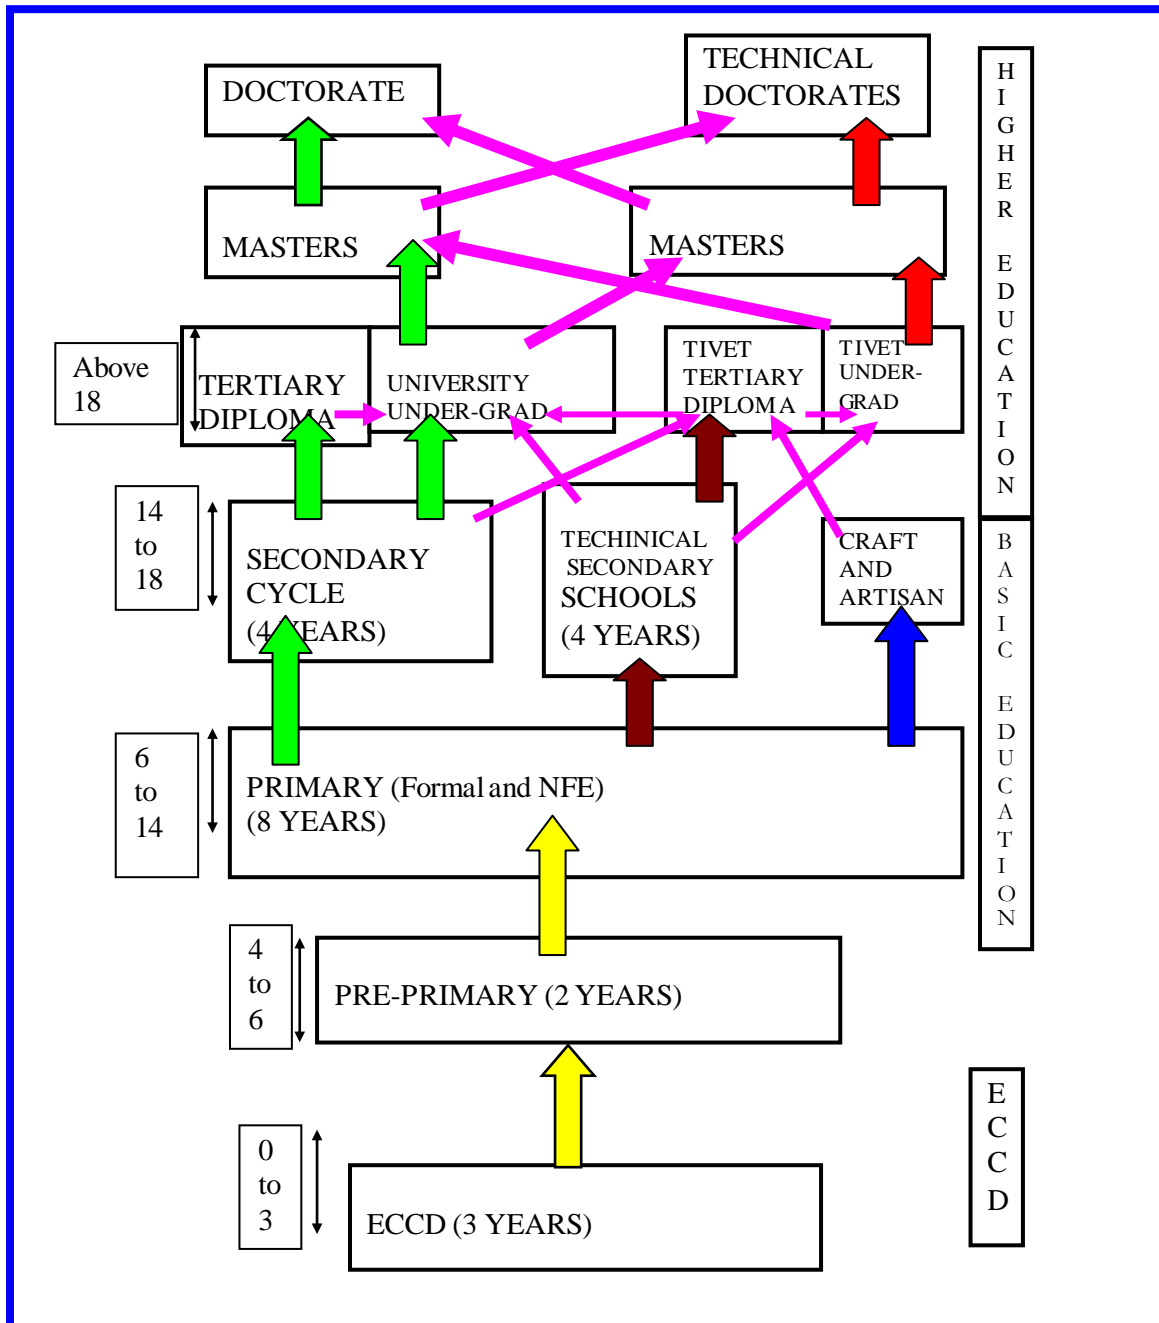 DOCTORATE
TECHNICAL
DOCTORATES
MASTERS
MASTERS
Above
18
TERTIARY
DIPLOMA
UNIVERSITY
UNDER-GRAD
TIVET
TERTIARY
DIPLOMA
TIVET
UNDER-
GRAD
14
to
18
SECONDARY
CYCLE
(4 YEARS)
TECHINICAL
SECONDARY
SCHOOLS
(4 YEARS)
CRAFT
AND
ARTISAN
6
to
14
PRIMARY (Formal and NFE)
(8 YEARS)
4
to
6
PRE-PRIMARY (2 YEARS)
0
to
3
ECCD (3 YEARS)
HIGHER EDUCATION
BASIC EDUCATION
ECCD